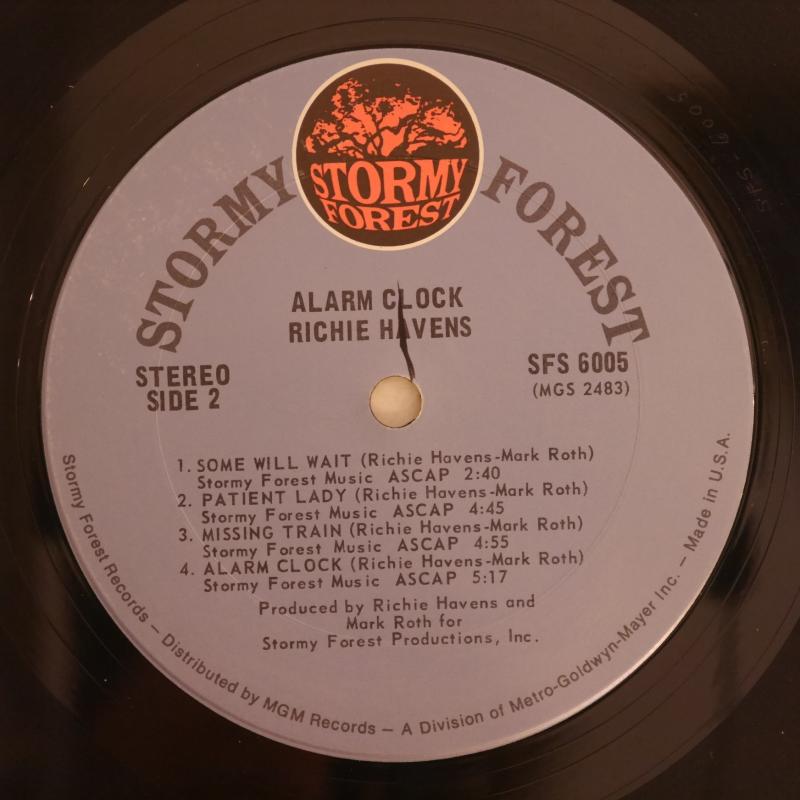 STORMY
FOREST
STORMY FOREST
ALARM CLOCK
RICHIE HAVENS
STEREO
SIDE 2
SFS 6005
(MGS 2483)
1. SOME WILL WAIT (Richie Havens-Mark Roth)
Stormy Forest Music ASCAP 2:40
2. PATIENT LADY (Richie Havens-Mark Roth)
Stormy Forest Music ASCAP 4:45
3. MISSING TRAIN (Richie Havens-Mark Roth)
Stormy Forest Music ASCAP 4:55
4. ALARM CLOCK (Richie Havens-Mark Roth)
Stormy Forest Music ASCAP 5:17
Produced by Richie Havens and
Mark Roth for
Stormy Forest Productions, Inc.
Stormy Forest Records — Distributed by MGM Records — A Division of Metro-Goldwyn-Mayer Inc. — Made in U.S.A.
SFS-6005